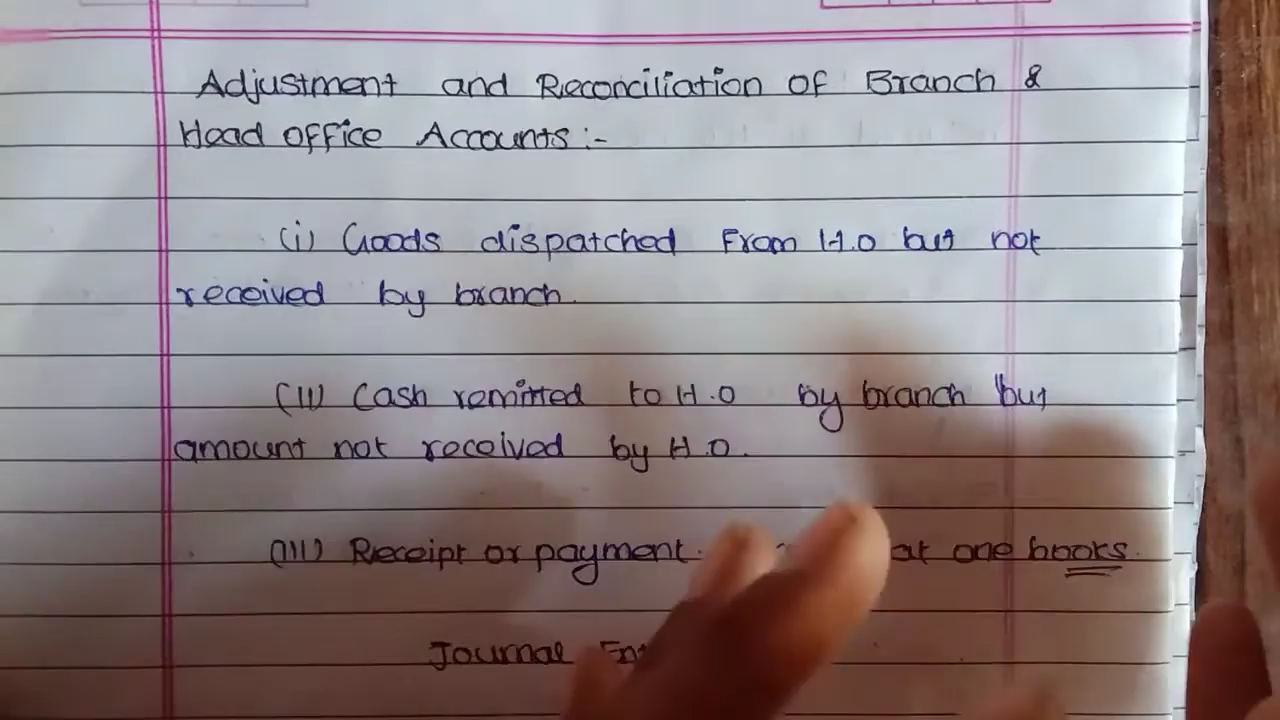 Adjustment and Reconciliation of Branch &
Head office Accounts :-
(i) Goods dispatched From H.O but not
received by branch.
(II) Cash remitted to H.O by branch but
amount not received by H.O.
(III) Receipt or payment at one books.
Journal